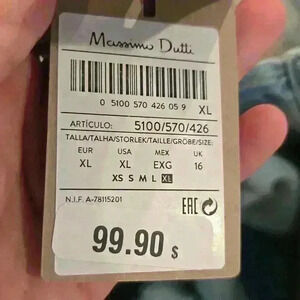 Massimo Dutti
0 5100 570 426 05 9 XL
ARTÍCULO: 5100/570/426
TALLA/TALHA/STORLEK/TAILLE/GRÖBE/SIZE:
EUR USA MEX UK
XL XL EXG 16
XS S M L XL
N.I.F. A-78115201 EAC
99.90 $